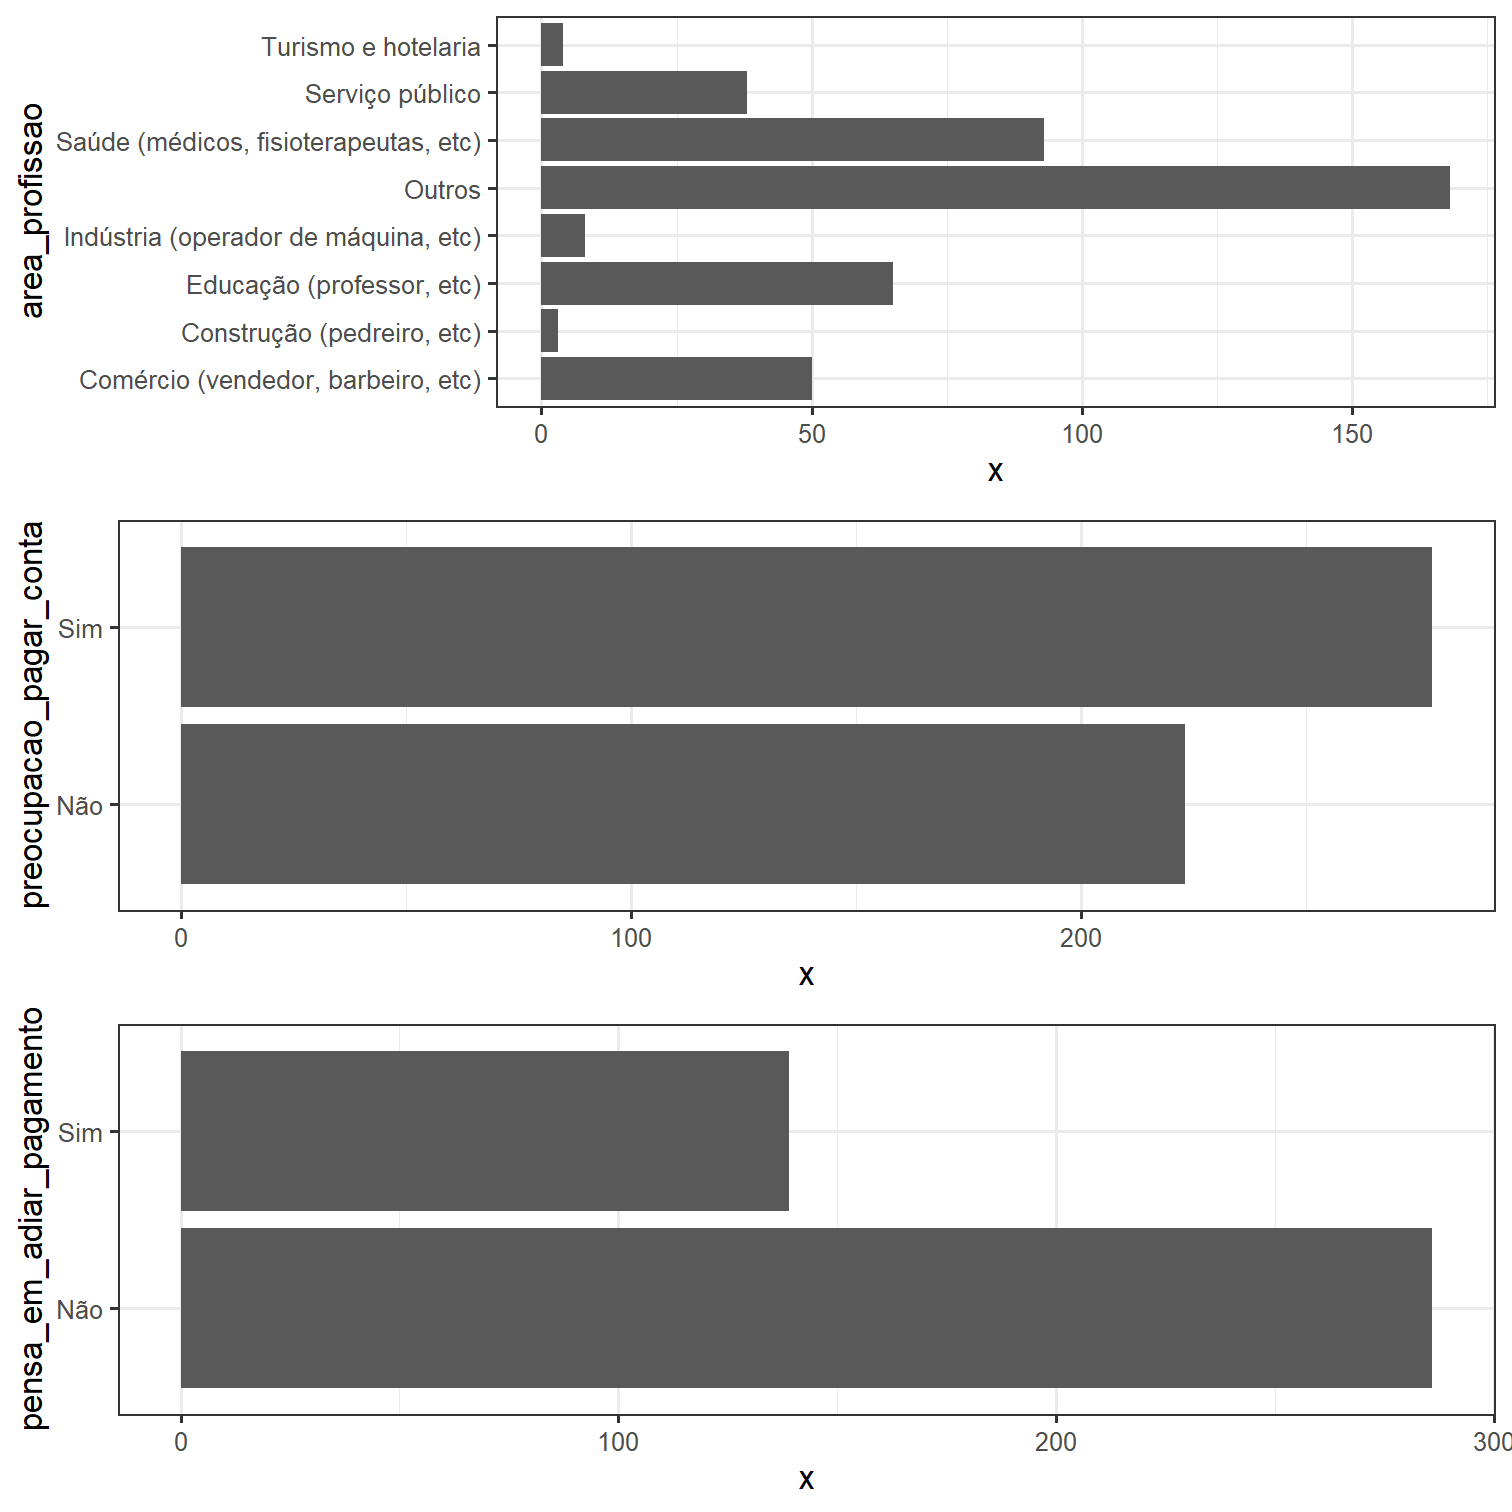 area_profissao
Turismo e hotelaria
Serviço público
Saúde (médicos, fisioterapeutas, etc)
Outros
Indústria (operador de máquina, etc)
Educação (professor, etc)
Construção (pedreiro, etc)
Comércio (vendedor, barbeiro, etc)
0 50 100 150
x
preocupacao_pagar_conta
Sim
Não
0 100 200
x
pensa_em_adiar_pagamento
Sim
Não
0 100 200 300
x